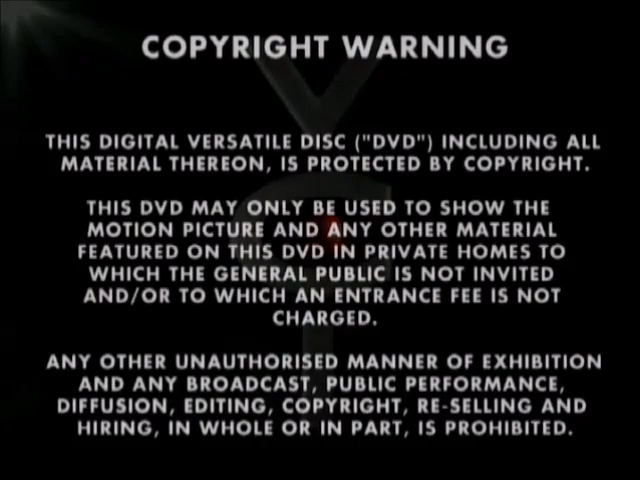 COPYRIGHT WARNING
THIS DIGITAL VERSATILE DISC ("DVD") INCLUDING ALL
MATERIAL THEREON, IS PROTECTED BY COPYRIGHT.
THIS DVD MAY ONLY BE USED TO SHOW THE
MOTION PICTURE AND ANY OTHER MATERIAL
FEATURED ON THIS DVD IN PRIVATE HOMES TO
WHICH THE GENERAL PUBLIC IS NOT INVITED
AND/OR TO WHICH AN ENTRANCE FEE IS NOT
CHARGED.
ANY OTHER UNAUTHORISED MANNER OF EXHIBITION
AND ANY BROADCAST, PUBLIC PERFORMANCE,
DIFFUSION, EDITING, COPYRIGHT, RE-SELLING AND
HIRING, IN WHOLE OR IN PART, IS PROHIBITED.